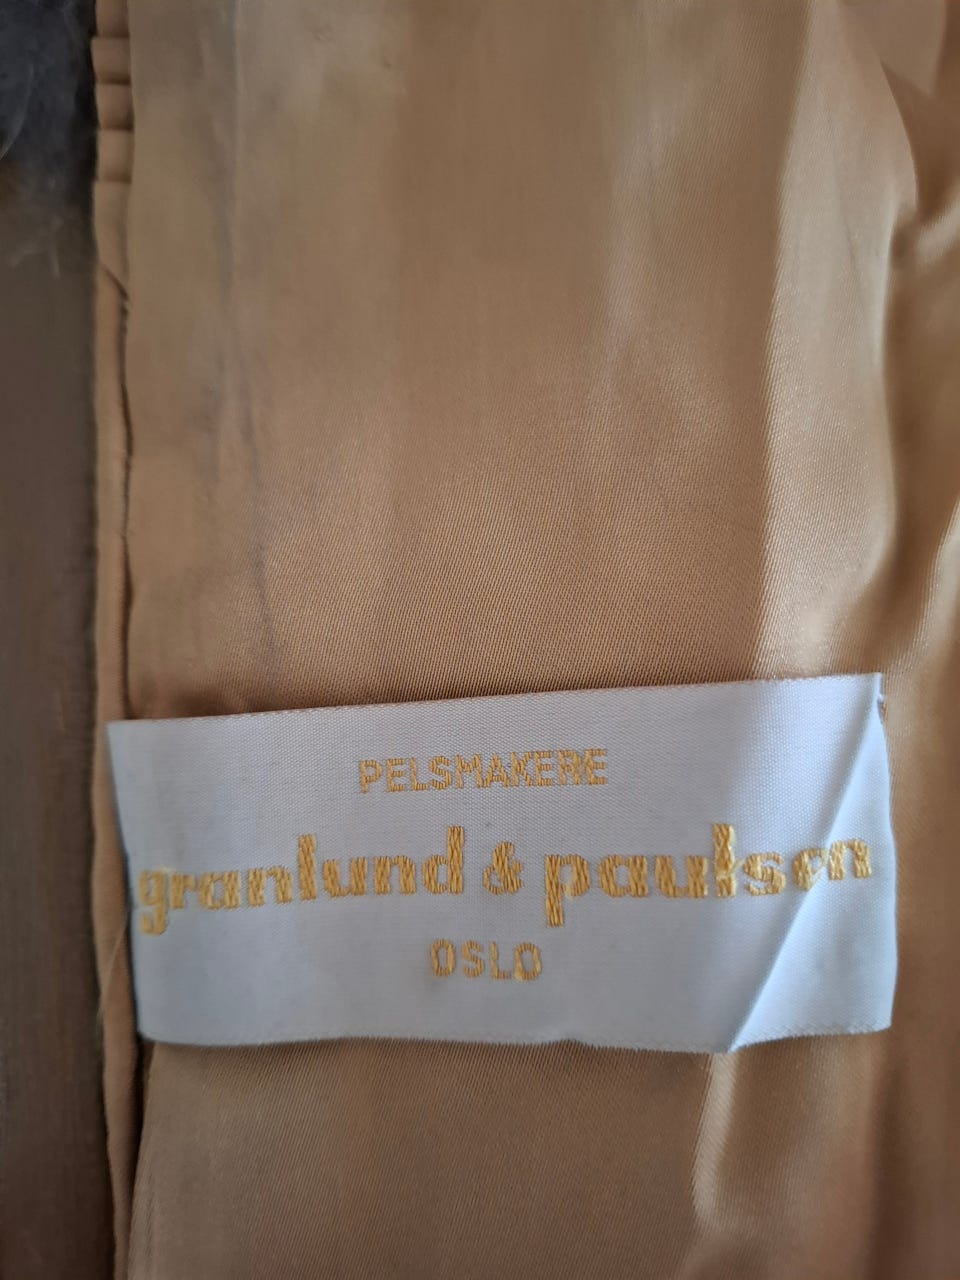 PELSMAKERE
granlund & paulsen
OSLO